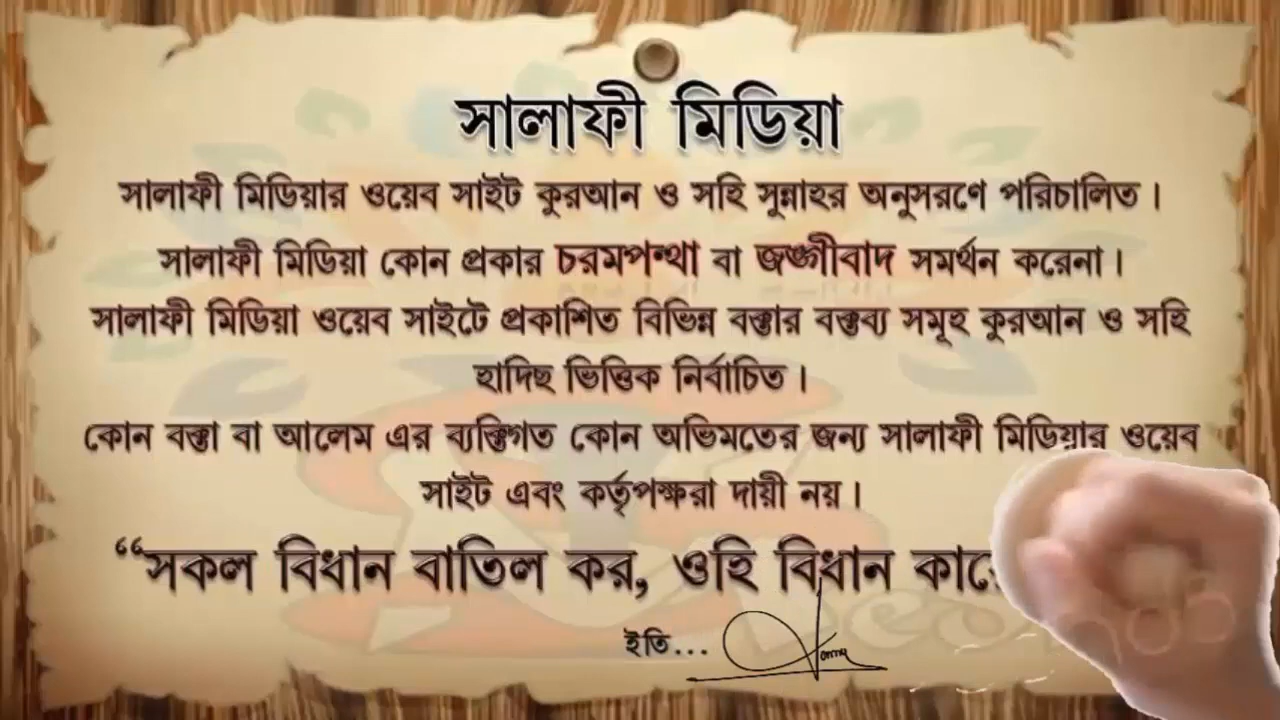 সালাফী মিডিয়া
সালাফী মিডিয়ার ওয়েব সাইট কুরআন ও সহি সুন্নাহর অনুসরণে পরিচালিত।
সালাফী মিডিয়া কোন প্রকার চরমপন্থা বা জঙ্গীবাদ সমর্থন করেনা।
সালাফী মিডিয়া ওয়েব সাইটে প্রকাশিত বিভিন্ন বক্তার বক্তব্য সমূহ কুরআন ও সহি
হাদিছ ভিত্তিক নির্বাচিত।
কোন বক্তা বা আলেম এর ব্যক্তিগত কোন অভিমতের জন্য সালাফী মিডিয়ার ওয়েব
সাইট এবং কর্তৃপক্ষরা দায়ী নয়।
“সকল বিধান বাতিল কর, ওহি বিধান
ইতি...